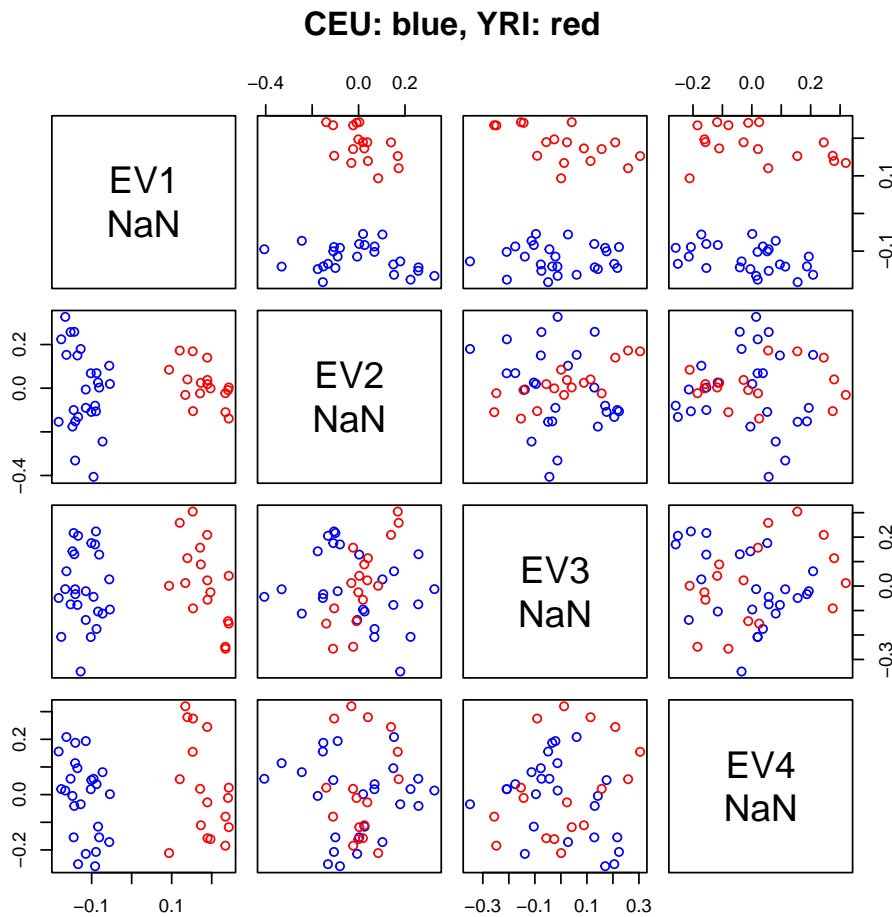 CEU: blue, YRI: red
−0.4 0.0 0.2 −0.2 0.0 0.2
EV1
NaN
−0.1 0.1
−0.4 0.0 0.2
EV2
NaN
EV3
NaN
−0.3 0.0 0.2
−0.2 0.0 0.2
EV4
NaN
−0.1 0.1 −0.3 −0.1 0.1 0.3